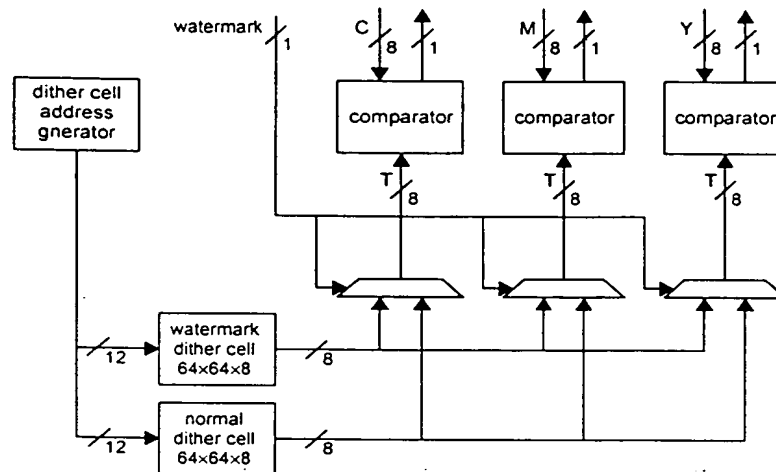 watermark 1 C 8 1 M 8 1 Y 8 1
dither cell
address
gnerator
comparator comparator comparator
T 8 T 8 T 8
watermark
dither cell
64×64×8
12 8
normal
dither cell
64×64×8
12 8